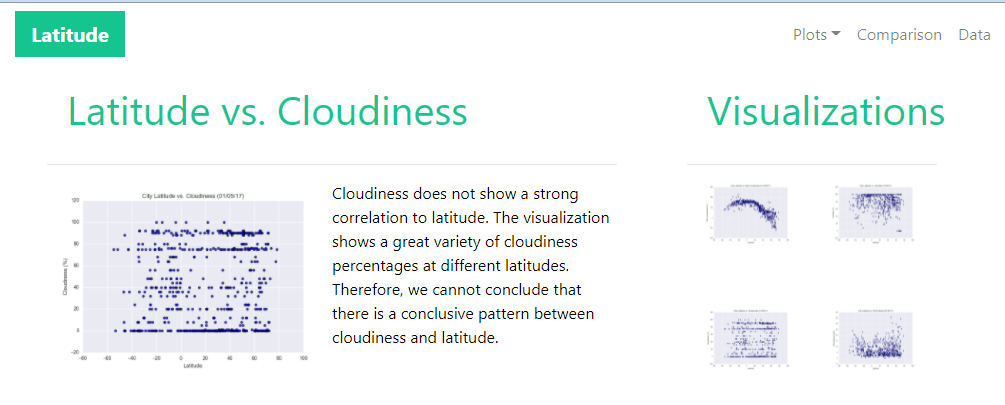 Latitude
Plots
Comparison
Data
Latitude vs. Cloudiness
Visualizations
City Latitude vs. Cloudiness (01/05/17)
Cloudiness (%)
120
100
80
60
40
20
0
-20
-80
-60
-40
-20
0
20
40
60
80
100
Latitude
Cloudiness does not show a strong
correlation to latitude. The visualization
shows a great variety of cloudiness
percentages at different latitudes.
Therefore, we cannot conclude that
there is a conclusive pattern between
cloudiness and latitude.